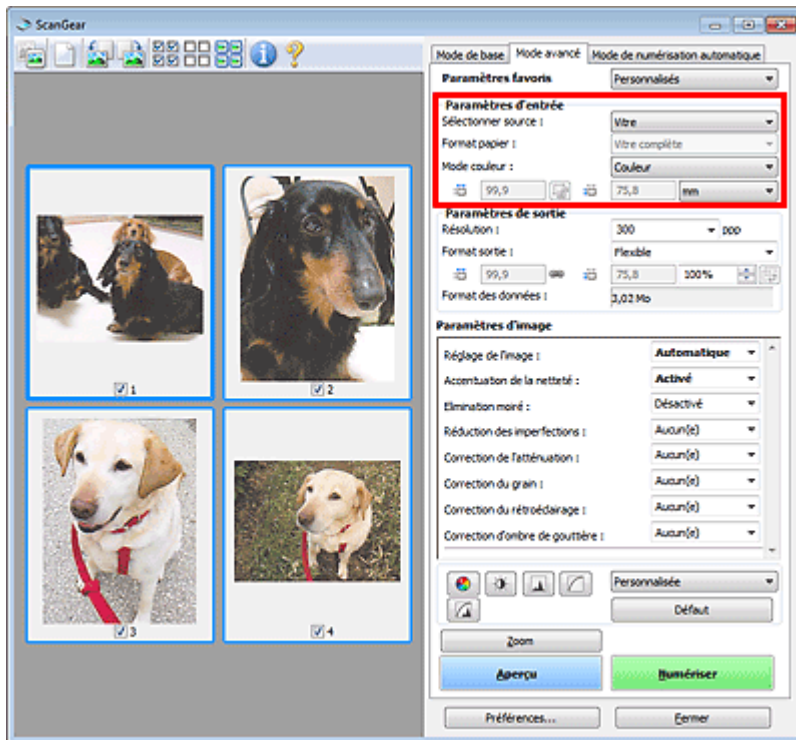 ScanGear
Mode de base Mode avancé Mode de numérisation automatique
Paramètres favoris Personnalisés
Paramètres d'entrée
Sélectionner source : Vitre
Format papier : Vitre complète
Mode couleur : Couleur
99,9 75,8 mm
Paramètres de sortie
Résolution : 300 ppp
Format sortie : Flexible
99,9 75,8 100%
Format des données : 3,02 Mo
Paramètres d'image
Réglage de l'image : Automatique
Accentuation de la netteté : Activé
Elimination moiré : Désactivé
Réduction des imperfections : Aucun(e)
Correction de l'atténuation : Aucun(e)
Correction du grain : Aucun(e)
Correction du rétroéclairage : Aucun(e)
Correction d'ombre de gouttière : Aucun(e)
1
2
3
4
Personnalisée
Défaut
Zoom
Aperçu Numériser
Préférences... Fermer